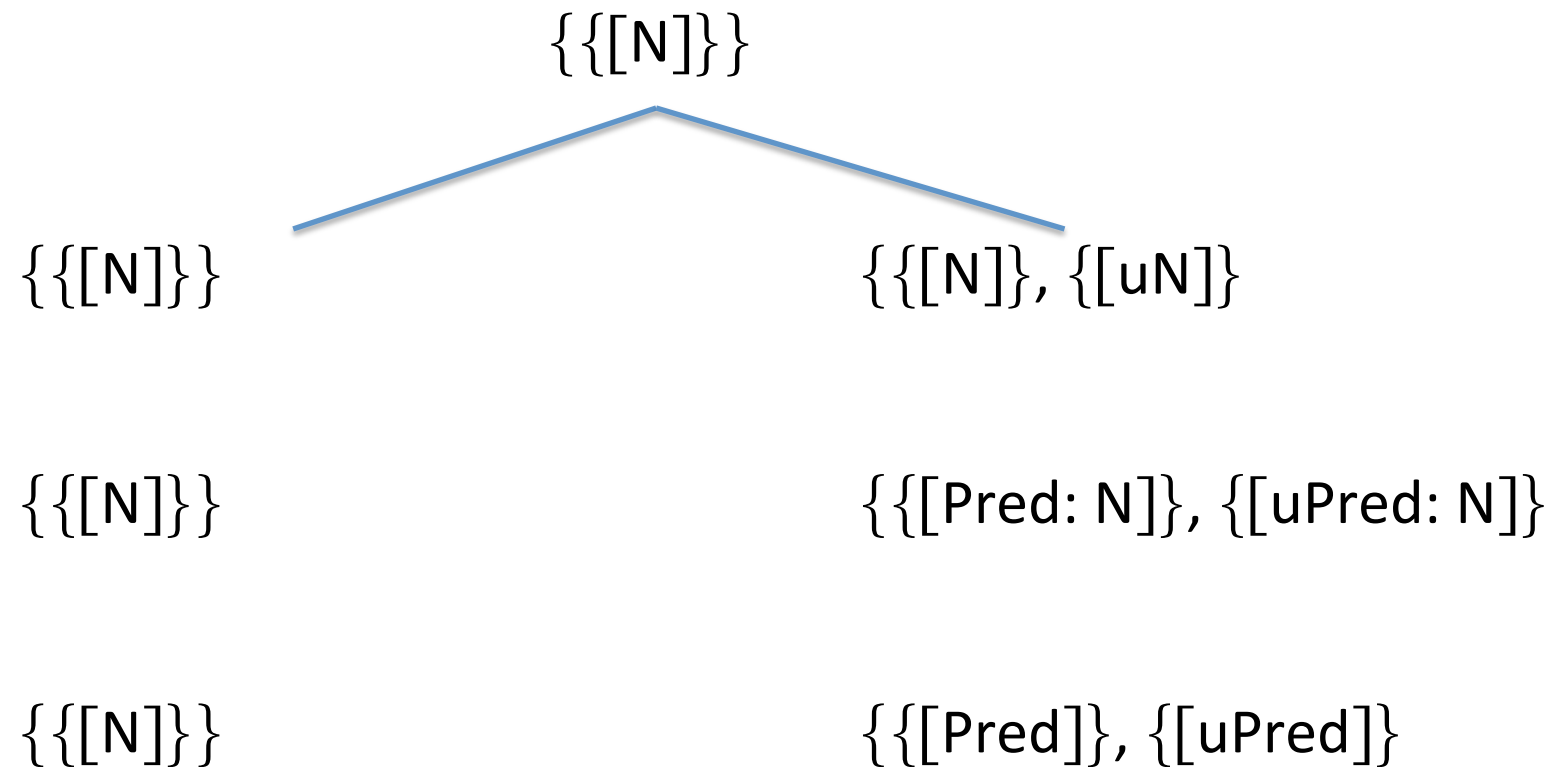 {{[N]}}
{{[N]}} {{[N]}, {[uN]}
{{[N]}} {{[Pred: N]}, {[uPred: N]}
{{[N]}} {{[Pred]}, {[uPred]}